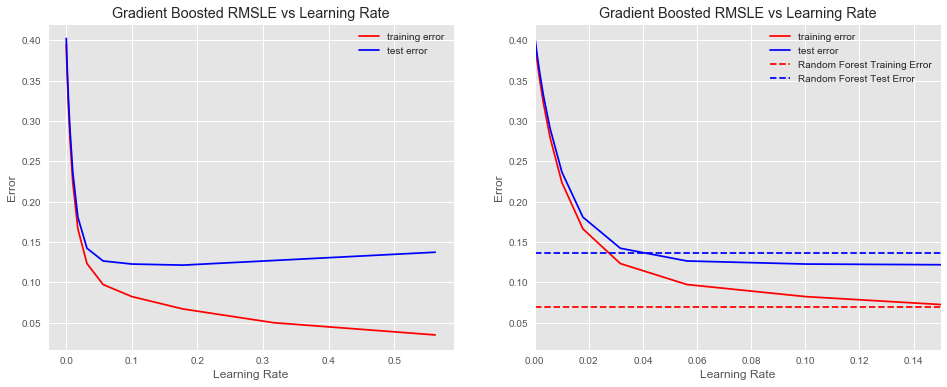 Gradient Boosted RMSLE vs Learning Rate
training error
test error
0.40
0.35
0.30
0.25
0.20
0.15
0.10
0.05
Error
0.0
0.1
0.2
0.3
0.4
0.5
Learning Rate
Gradient Boosted RMSLE vs Learning Rate
training error
test error
Random Forest Training Error
Random Forest Test Error
0.40
0.35
0.30
0.25
0.20
0.15
0.10
0.05
Error
0.00
0.02
0.04
0.06
0.08
0.10
0.12
0.14
Learning Rate